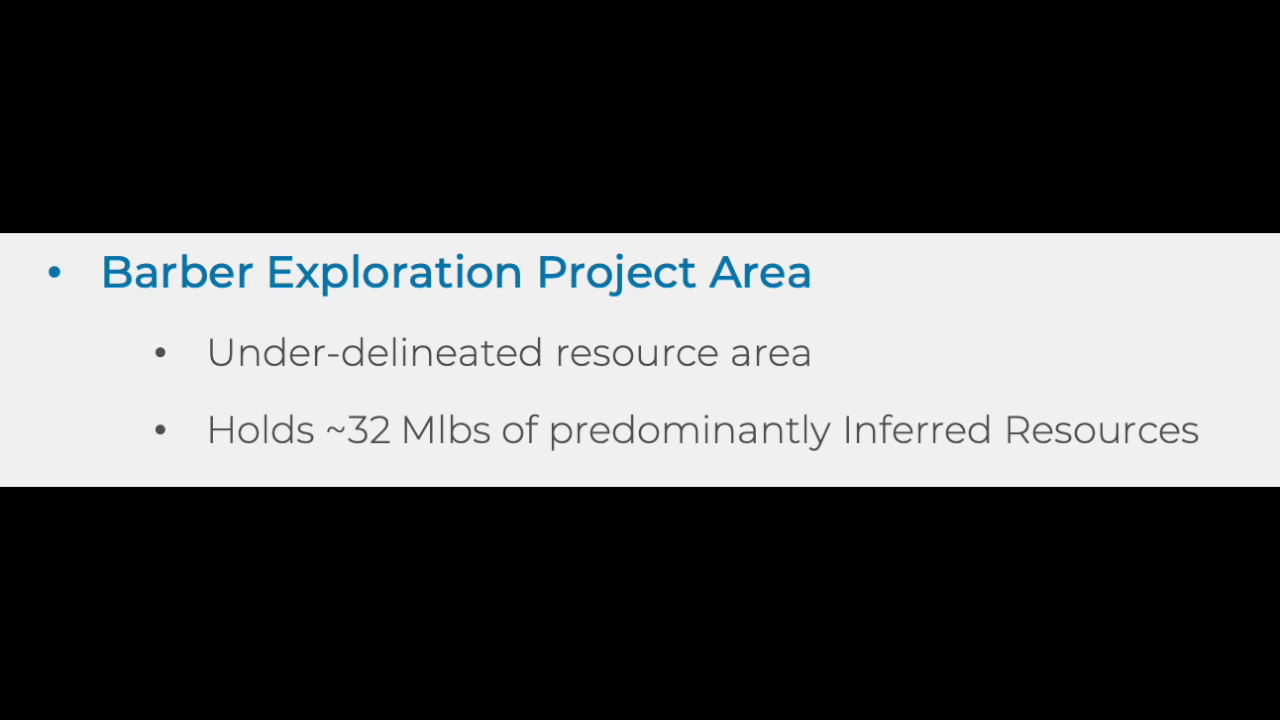 • Barber Exploration Project Area
• Under-delineated resource area
• Holds ~32 Mlbs of predominantly Inferred Resources